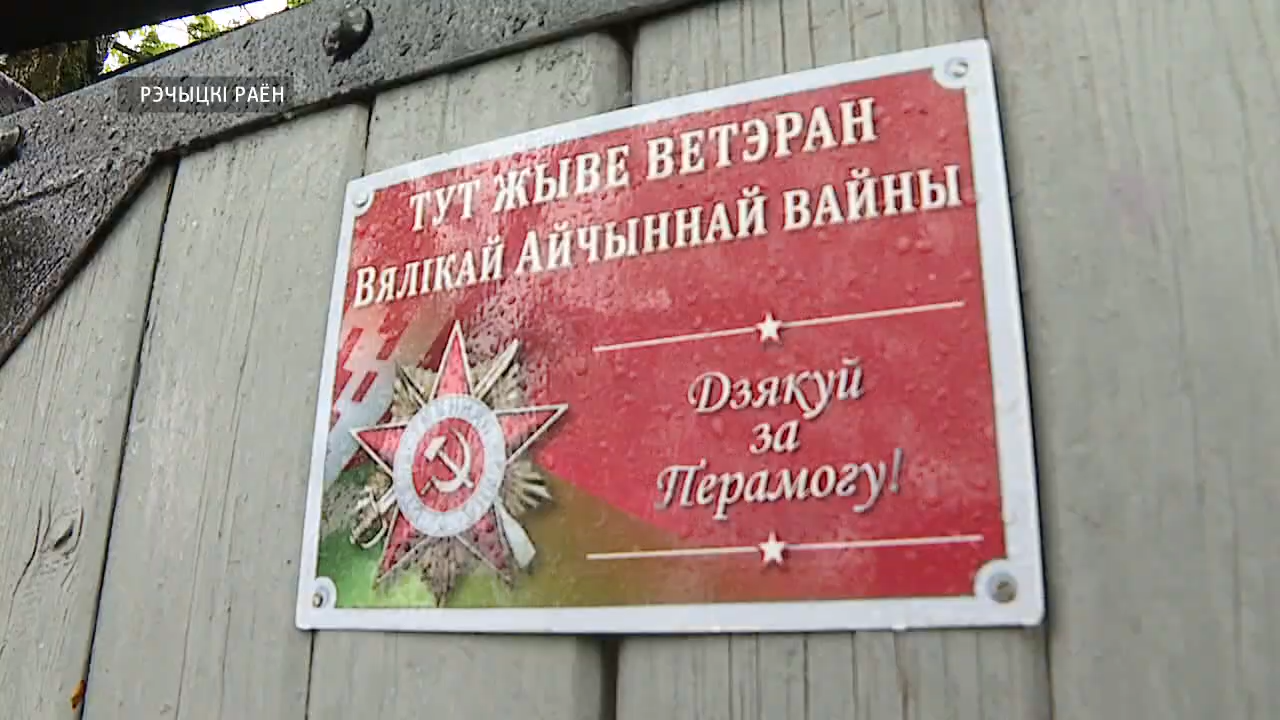 РЭЧЫЦКІ РАЁН
ТУТ ЖЫВЕ ВЕТЭРАН
ВЯЛІКАЙ АЙЧЫННАЙ ВАЙНЫ
Дзякуй
за
Перамогу!